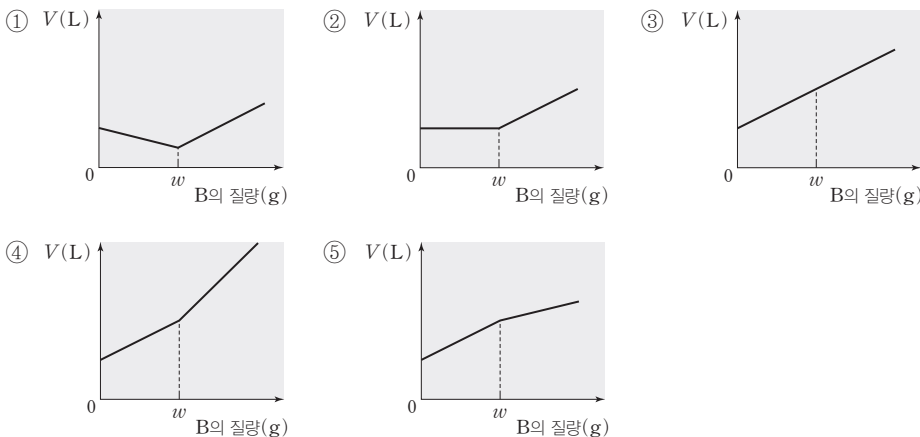 ① V(L)
0
w
B의 질량(g)
② V(L)
0
w
B의 질량(g)
③ V(L)
0
w
B의 질량(g)
④ V(L)
0
w
B의 질량(g)
⑤ V(L)
0
w
B의 질량(g)